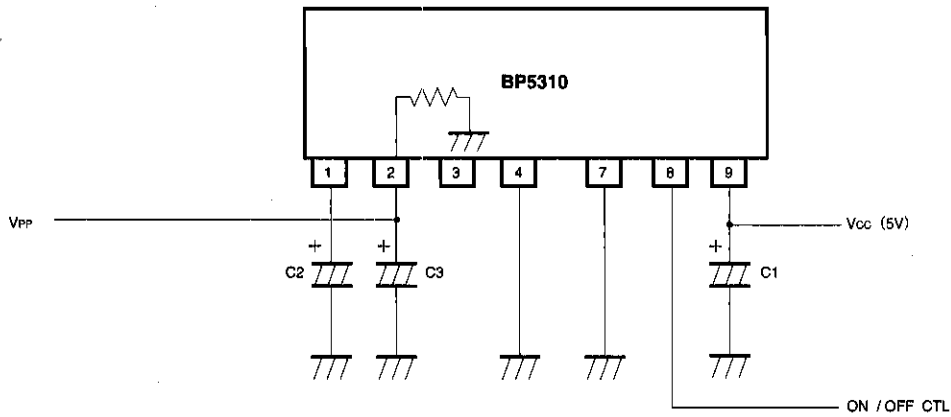 BP5310
1 2 3 4 7 8 9
VPP
VCC (5V)
+ + +
C2 C3 C1
ON / OFF CTL